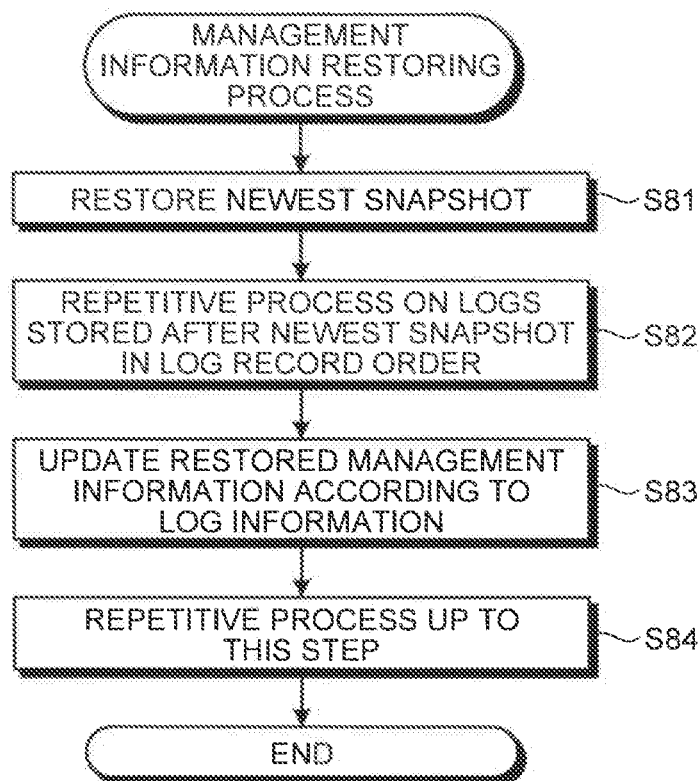 MANAGEMENT
INFORMATION RESTORING
PROCESS
RESTORE NEWEST SNAPSHOT
S81
REPETITIVE PROCESS ON LOGS
STORED AFTER NEWEST SNAPSHOT
IN LOG RECORD ORDER
S82
UPDATE RESTORED MANAGEMENT
INFORMATION ACCORDING TO
LOG INFORMATION
S83
REPETITIVE PROCESS UP TO
THIS STEP
S84
END